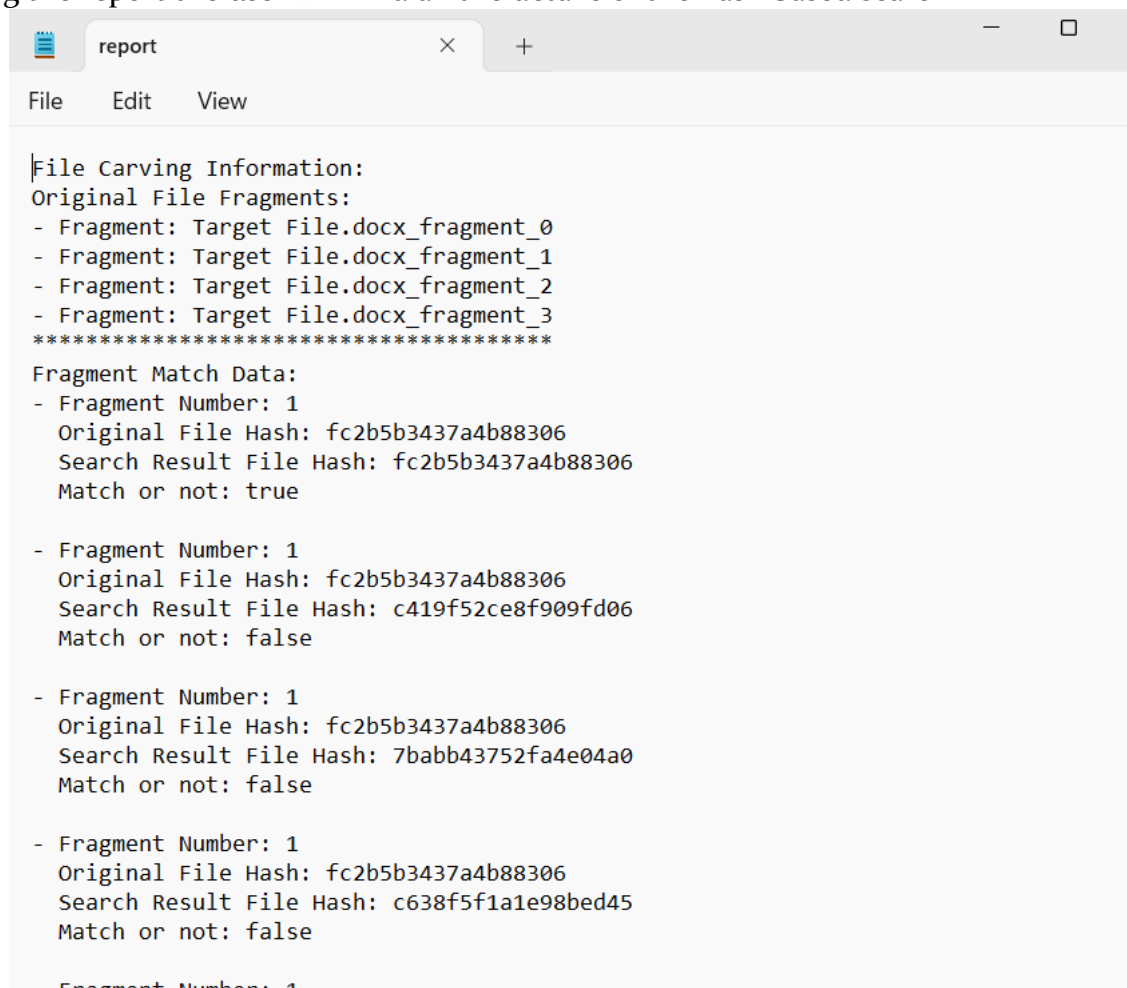 report
File Edit View
File Carving Information:
Original File Fragments:
- Fragment: Target File.docx_fragment_0
- Fragment: Target File.docx_fragment_1
- Fragment: Target File.docx_fragment_2
- Fragment: Target File.docx_fragment_3
***************************************
Fragment Match Data:
- Fragment Number: 1
Original File Hash: fc2b5b3437a4b88306
Search Result File Hash: fc2b5b3437a4b88306
Match or not: true
- Fragment Number: 1
Original File Hash: fc2b5b3437a4b88306
Search Result File Hash: c419f52ce8f909fd06
Match or not: false
- Fragment Number: 1
Original File Hash: fc2b5b3437a4b88306
Search Result File Hash: 7babb43752fa4e04a0
Match or not: false
- Fragment Number: 1
Original File Hash: fc2b5b3437a4b88306
Search Result File Hash: c638f5f1a1e98bed45
Match or not: false